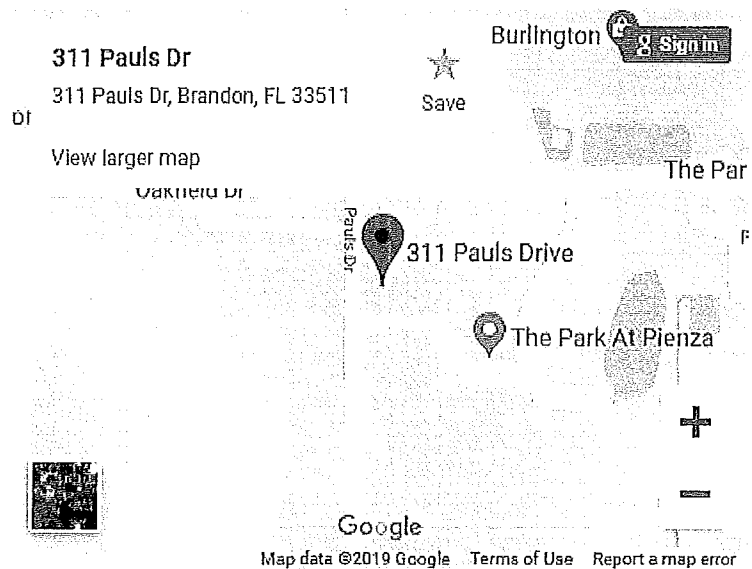 311 Pauls Dr
311 Pauls Dr, Brandon, FL 33511
Save
View larger map
Burlington
g Sign in
The Par
Oakfield Dr
Pauls Dr
311 Pauls Drive
The Park At Pienza
+
−
Google
Map data ©2019 Google Terms of Use Report a map error